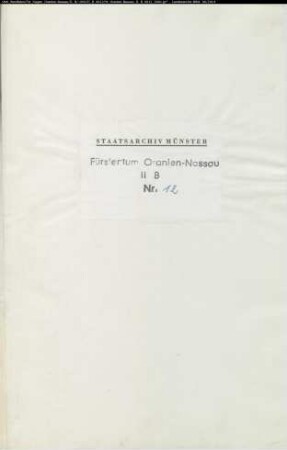 STAATSARCHIV MÜNSTER
Fürstentum Oranien-Nassau
II B
Nr. 12